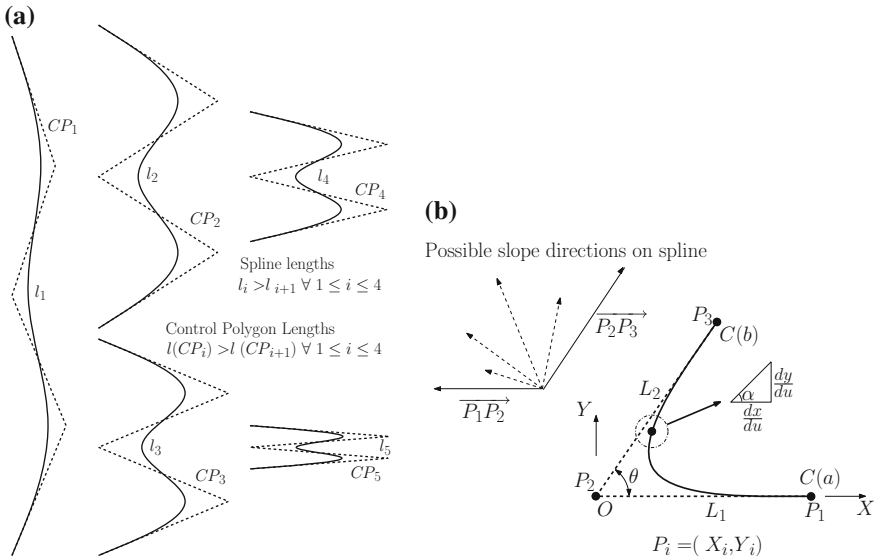 (a)
CP₁
l₁
l₂
CP₂
l₄
CP₄
Spline lengths
lᵢ >lᵢ₊₁ ∀ 1 ≤ i ≤ 4
Control Polygon Lengths
l(CPᵢ) >l (CPᵢ₊₁) ∀ 1 ≤ i ≤ 4
l₃
CP₃
l₅
CP₅
(b)
Possible slope directions on spline
P₂P₃
P₁P₂
P₃
C(b)
L₂
α
dy
du
dx
du
Y
θ
P₂
O
L₁
C(a)
P₁
X
Pᵢ =( Xᵢ,Yᵢ)